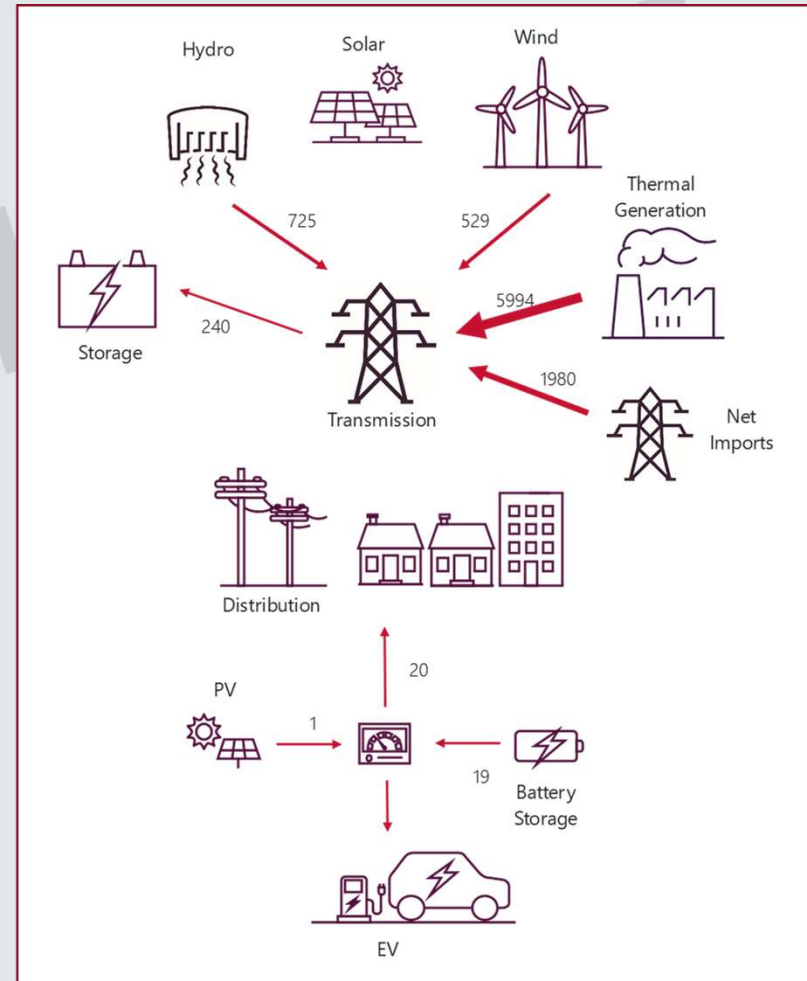 Hydro
Solar
Wind
Thermal
Generation
725
529
5994
Storage
240
1980
Transmission
Net
Imports
Distribution
20
PV
1
19
Battery
Storage
EV